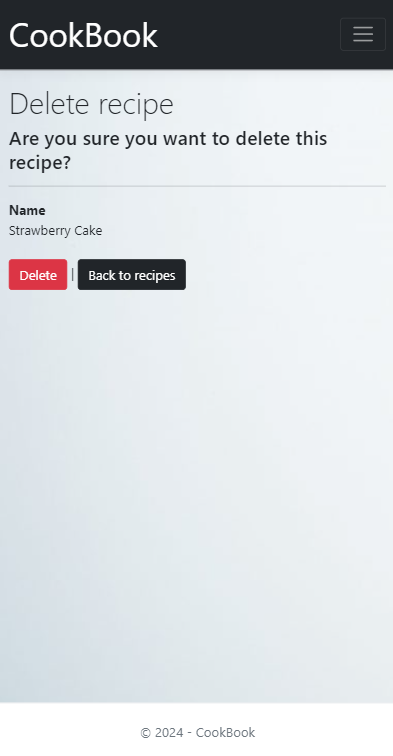 CookBook
Delete recipe
Are you sure you want to delete this
recipe?
Name
Strawberry Cake
Delete | Back to recipes
© 2024 - CookBook